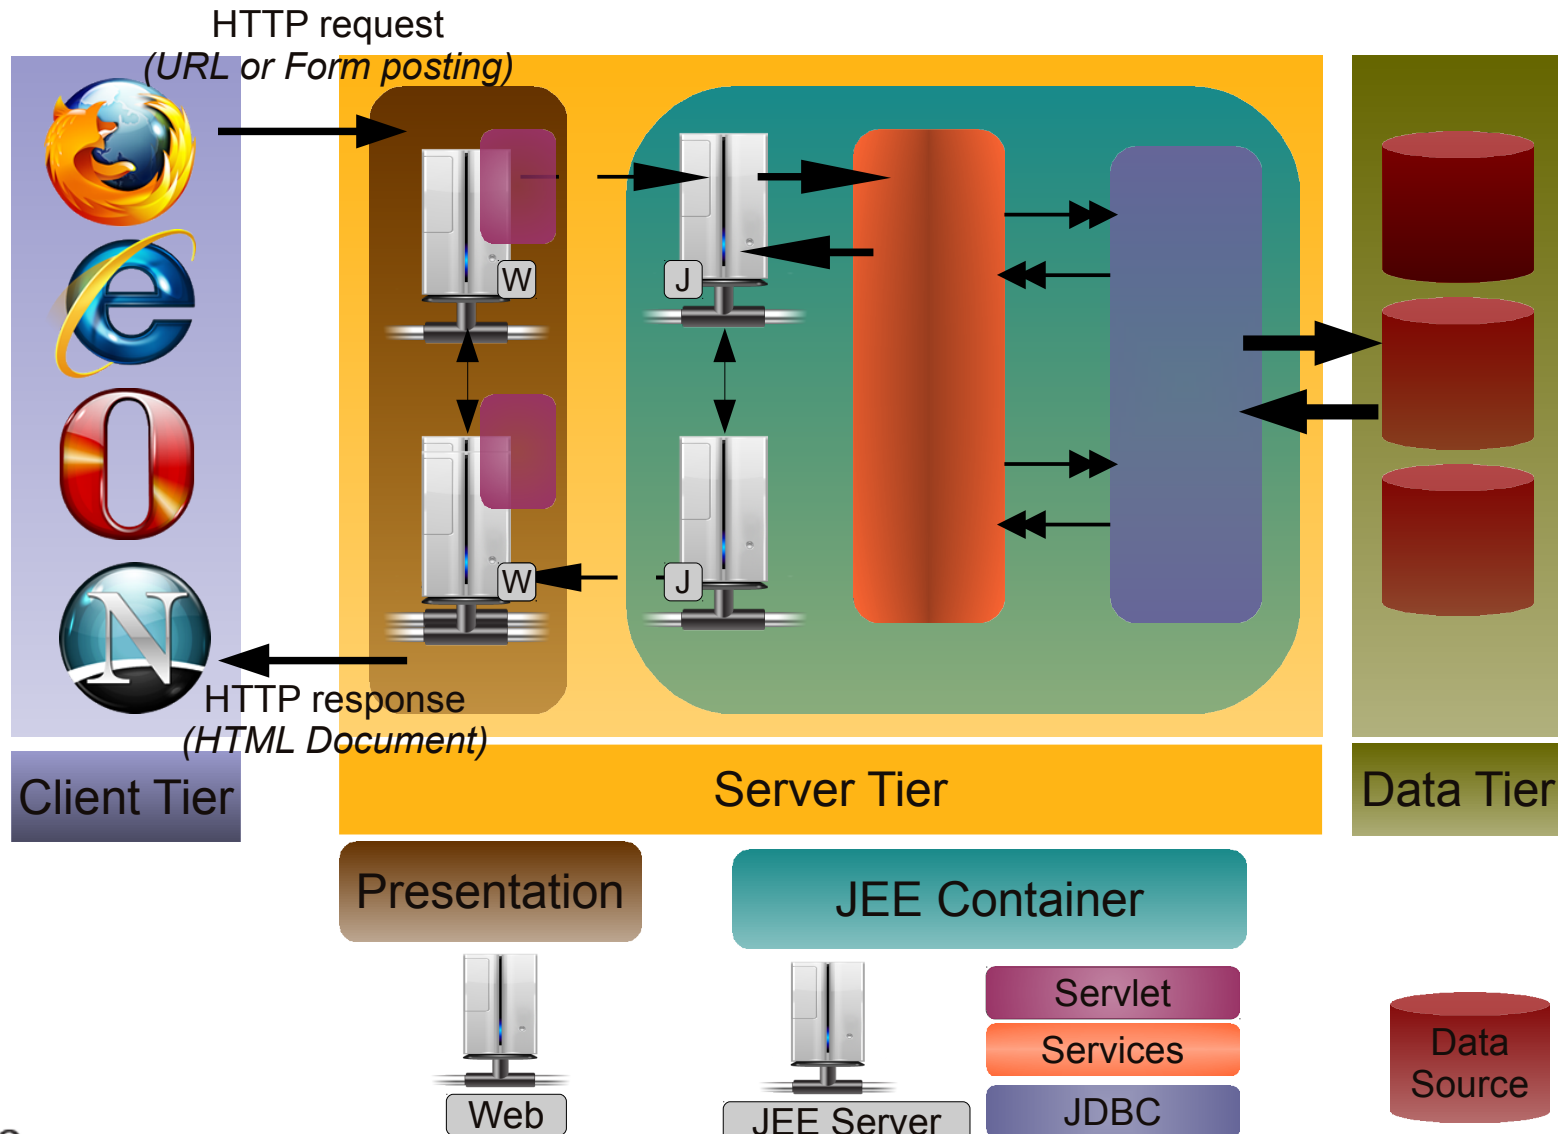 HTTP request
(URL or Form posting)
W
J
W
J
N
HTTP response
(HTML Document)
Client Tier
Server Tier
Data Tier
Presentation
JEE Container
Servlet
Services
JDBC
Web
JEE Server
Data
Source